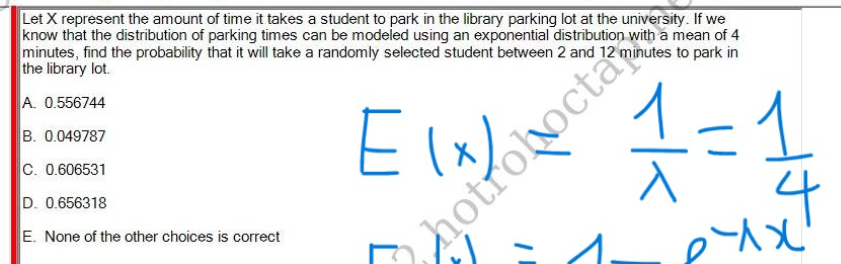 Let X represent the amount of time it takes a student to park in the library parking lot at the university. If we
know that the distribution of parking times can be modeled using an exponential distribution with a mean of 4
minutes, find the probability that it will take a randomly selected student between 2 and 12 minutes to park in
the library lot.
A. 0.556744
B. 0.049787
C. 0.606531
D. 0.656318
E. None of the other choices is correct
E(x) = 1/λ = 1/4
= 1 - e^-λx
hotrohoctap